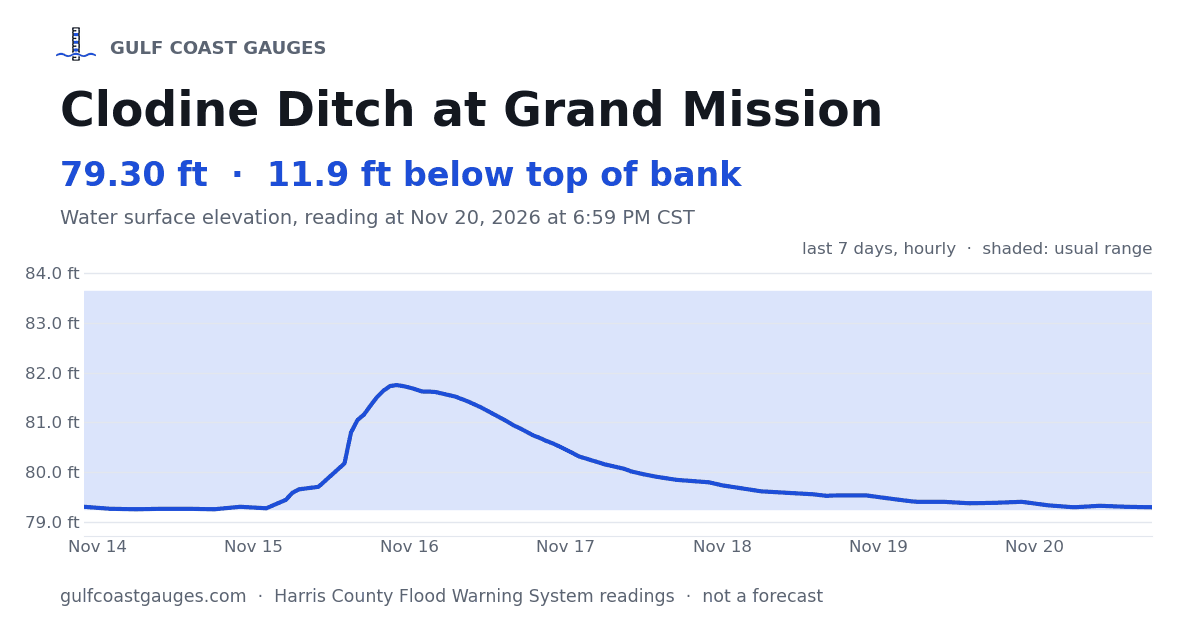 GULF COAST GAUGES
Clodine Ditch at Grand Mission
79.30 ft · 11.9 ft below top of bank
Water surface elevation, reading at Nov 20, 2026 at 6:59 PM CST
last 7 days, hourly · shaded: usual range
84.0 ft
83.0 ft
82.0 ft
81.0 ft
80.0 ft
79.0 ft
Nov 14 Nov 15 Nov 16 Nov 17 Nov 18 Nov 19 Nov 20
gulfcoastgauges.com · Harris County Flood Warning System readings · not a forecast